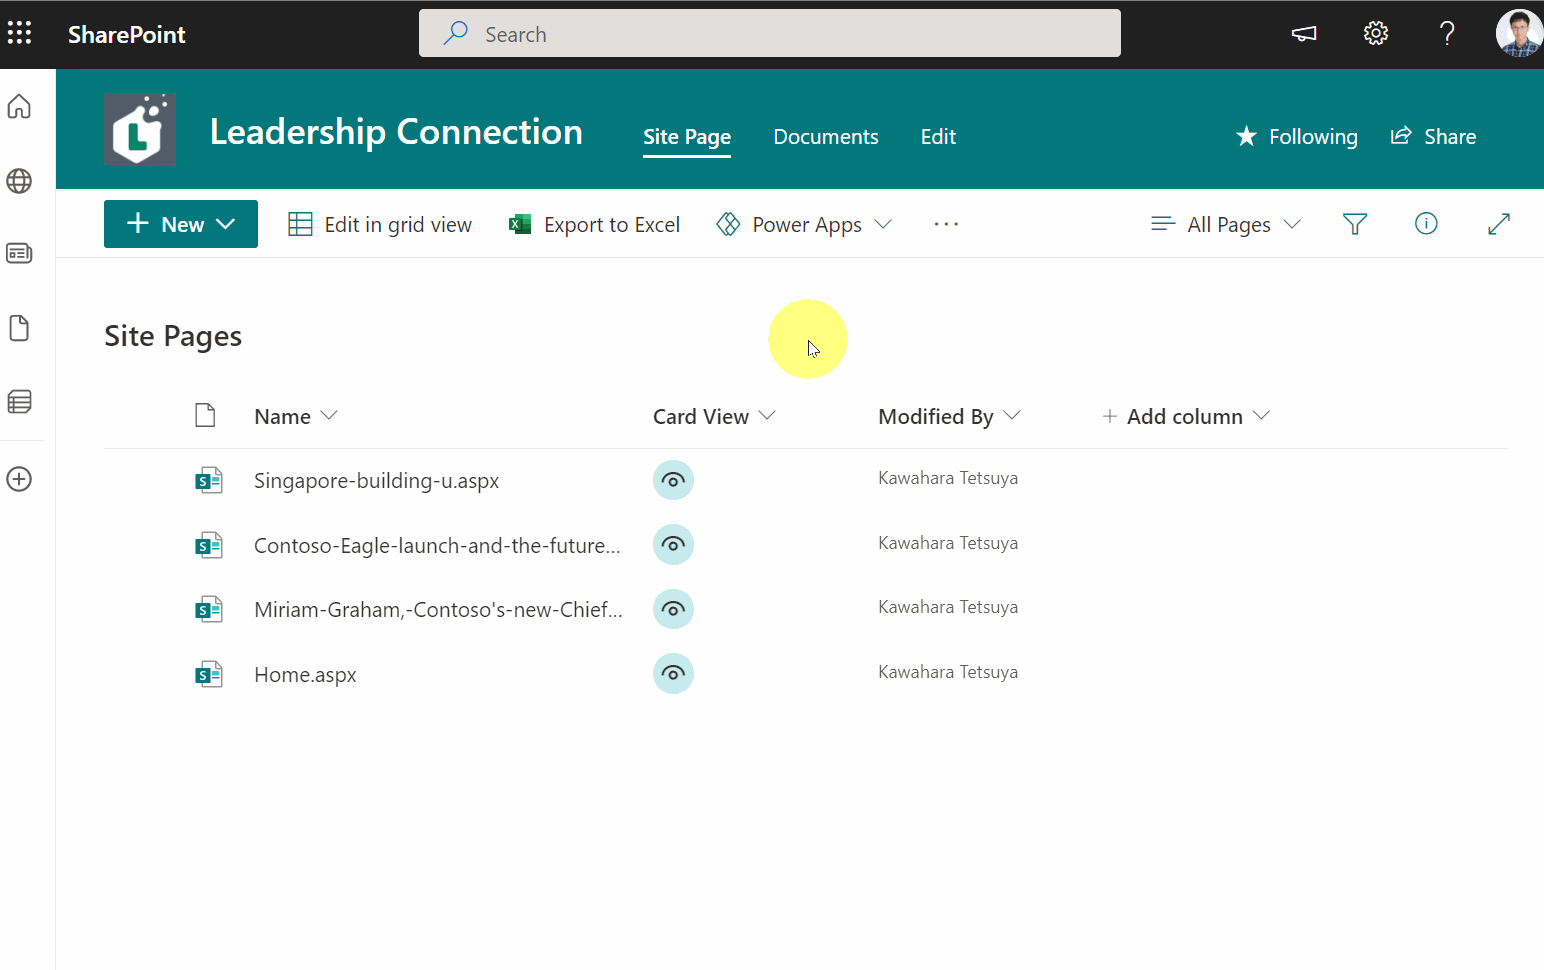 SharePoint
Search
L
Leadership Connection
Site Page
Documents
Edit
Following
Share
New
Edit in grid view
Export to Excel
Power Apps
All Pages
Site Pages
Name
Card View
Modified By
Add column
Singapore-building-u.aspx
Kawahara Tetsuya
Contoso-Eagle-launch-and-the-future...
Kawahara Tetsuya
Miriam-Graham,-Contoso's-new-Chief...
Kawahara Tetsuya
Home.aspx
Kawahara Tetsuya